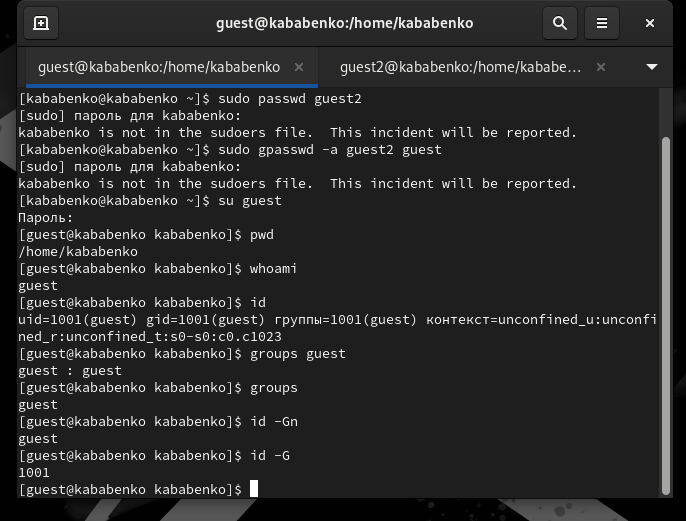 guest@kababenko:/home/kababenko
guest@kababenko:/home/kababenko
guest2@kababenko:/home/kababe...
[kababenko@kababenko ~]$ sudo passwd guest2
[sudo] пароль для kababenko:
kababenko is not in the sudoers file.  This incident will be reported.
[kababenko@kababenko ~]$ sudo gpasswd -a guest2 guest
[sudo] пароль для kababenko:
kababenko is not in the sudoers file.  This incident will be reported.
[kababenko@kababenko ~]$ su guest
Пароль:
[guest@kababenko kababenko]$ pwd
/home/kababenko
[guest@kababenko kababenko]$ whoami
guest
[guest@kababenko kababenko]$ id
uid=1001(guest) gid=1001(guest) группы=1001(guest) контекст=unconfined_u:unconfi
ned_r:unconfined_t:s0-s0:c0.c1023
[guest@kababenko kababenko]$ groups guest
guest : guest
[guest@kababenko kababenko]$ groups
guest
[guest@kababenko kababenko]$ id -Gn
guest
[guest@kababenko kababenko]$ id -G
1001
[guest@kababenko kababenko]$